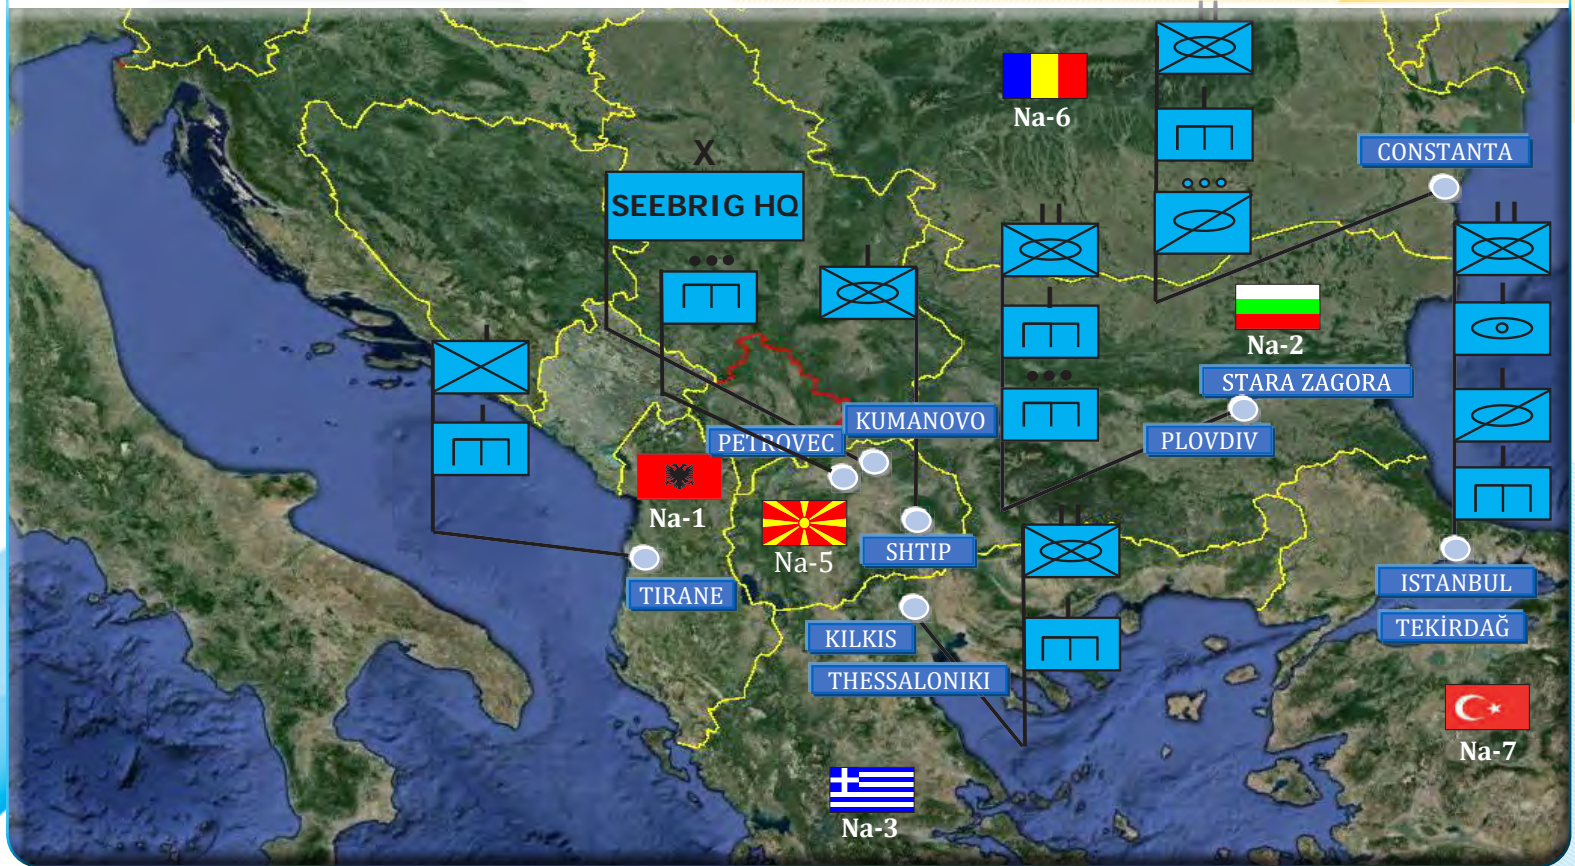 Na-6
CONSTANTA
X
SEEBRIG HQ
Na-2
STARA ZAGORA
PLOVDIV
KUMANOVO
PETROVEC
Na-1
Na-5
SHTIP
TIRANE
ISTANBUL
TEKİRDAĞ
KILKIS
THESSALONIKI
Na-7
Na-3